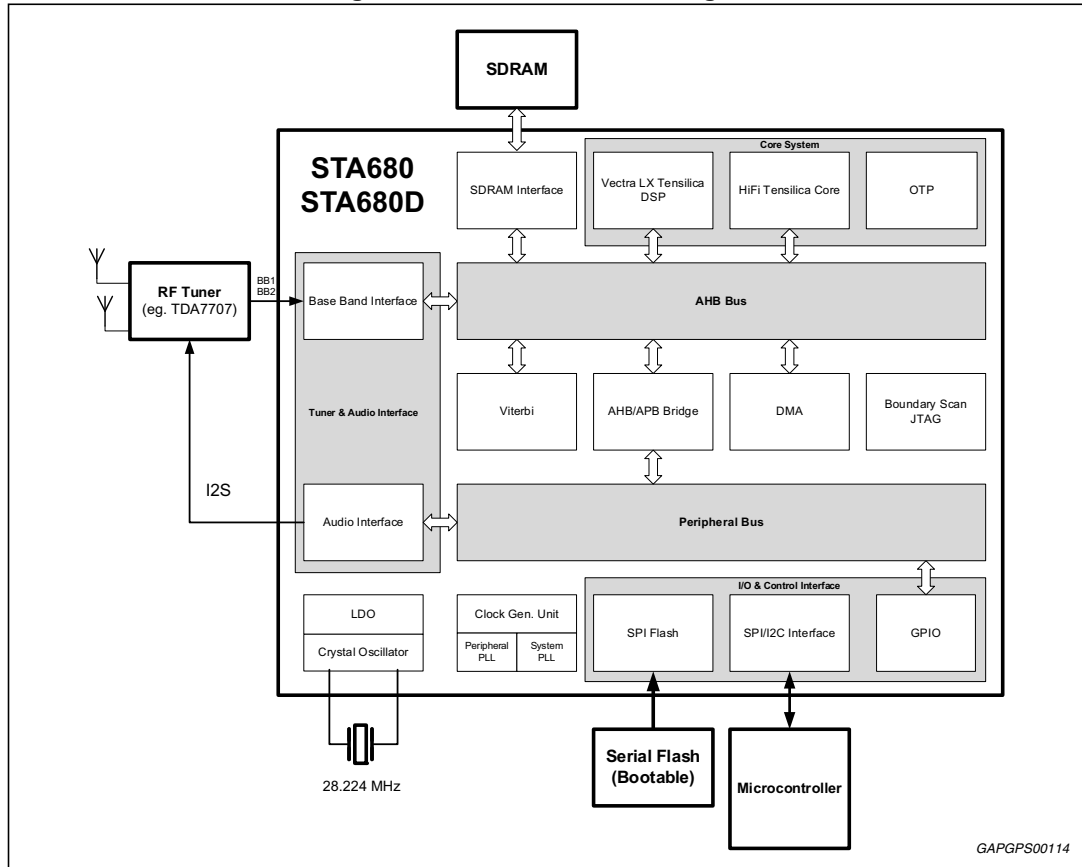 SDRAM
STA680
STA680D
SDRAM Interface
Core System
Vectra LX Tensilica
DSP
HiFi Tensilica Core
OTP
RF Tuner
(eg. TDA7707)
BB1
BB2
Base Band Interface
AHB Bus
Tuner & Audio Interface
Viterbi
AHB/APB Bridge
DMA
Boundary Scan
JTAG
I2S
Audio Interface
Peripheral Bus
I/O & Control Interface
LDO
Crystal Oscillator
Clock Gen. Unit
Peripheral
PLL
System
PLL
SPI Flash
SPI/I2C Interface
GPIO
28.224 MHz
Serial Flash
(Bootable)
Microcontroller
GAPGPS00114